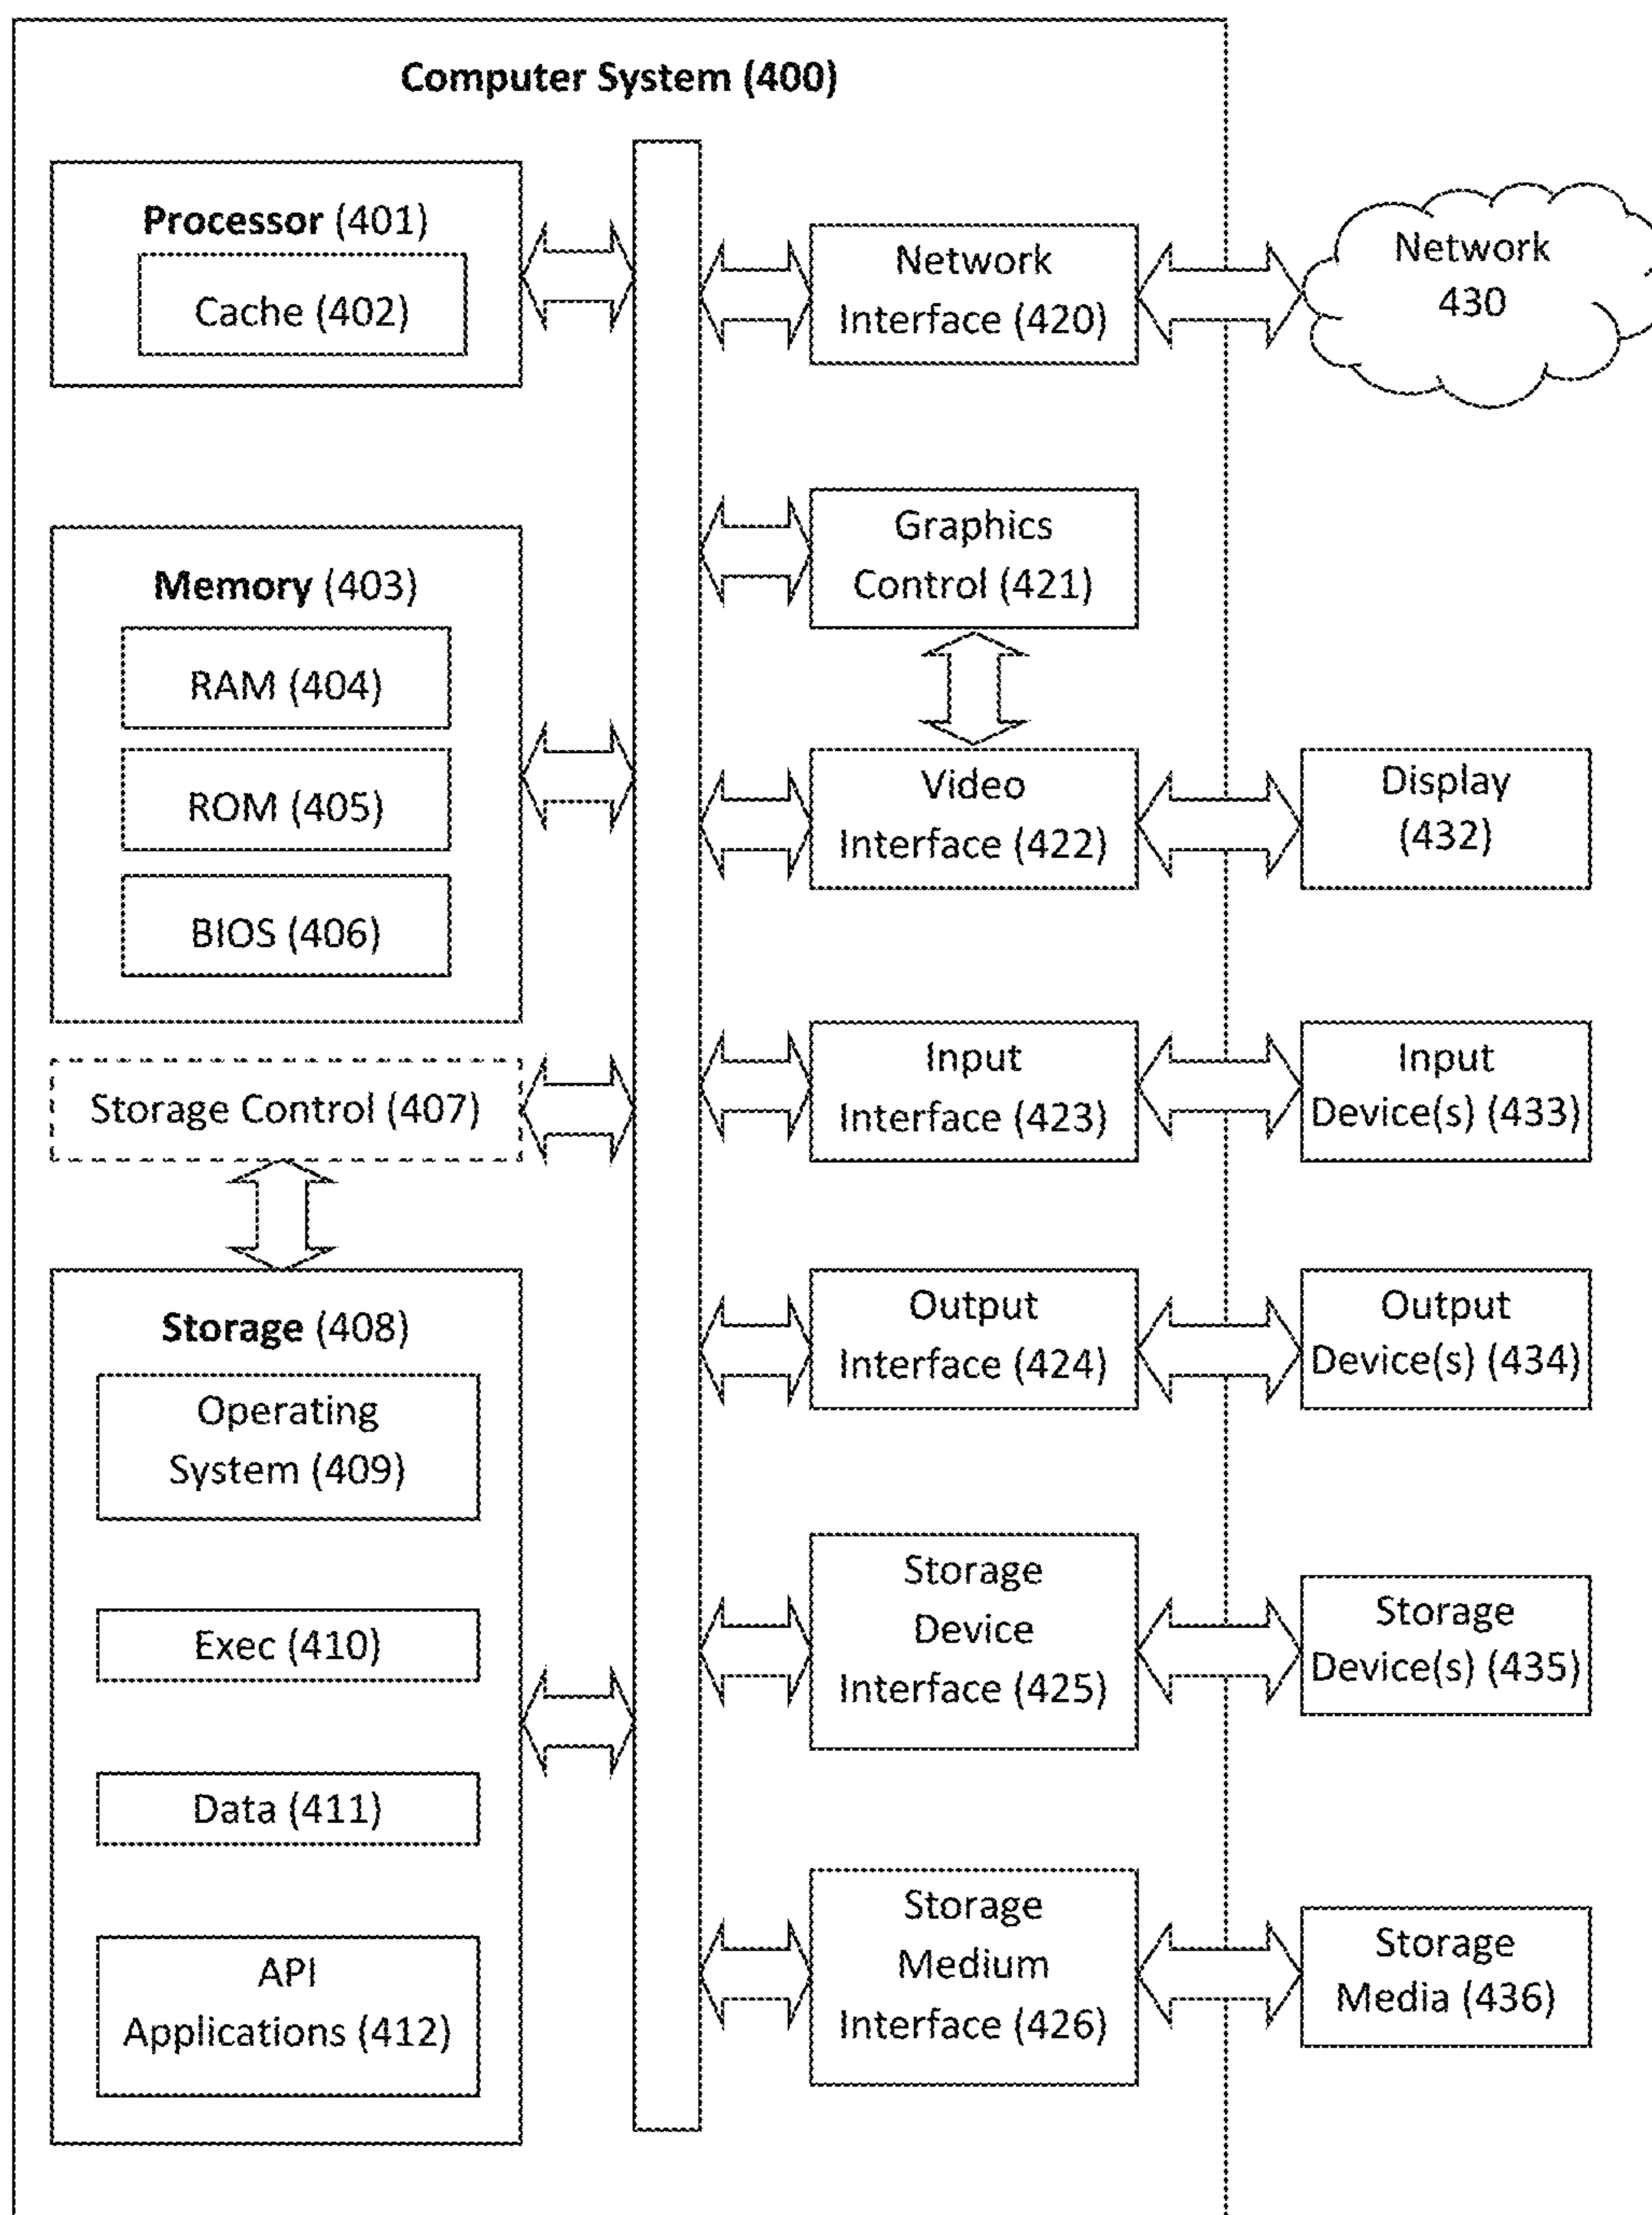 Computer System (400)
Processor (401)
Cache (402)
Memory (403)
RAM (404)
ROM (405)
BIOS (406)
Storage Control (407)
Storage (408)
Operating
System (409)
Exec (410)
Data (411)
API
Applications (412)
Network
Interface (420)
Graphics
Control (421)
Video
Interface (422)
Input
Interface (423)
Output
Interface (424)
Storage
Device
Interface (425)
Storage
Medium
Interface (426)
Network
430
Display
(432)
Input
Device(s) (433)
Output
Device(s) (434)
Storage
Device(s) (435)
Storage
Media (436)